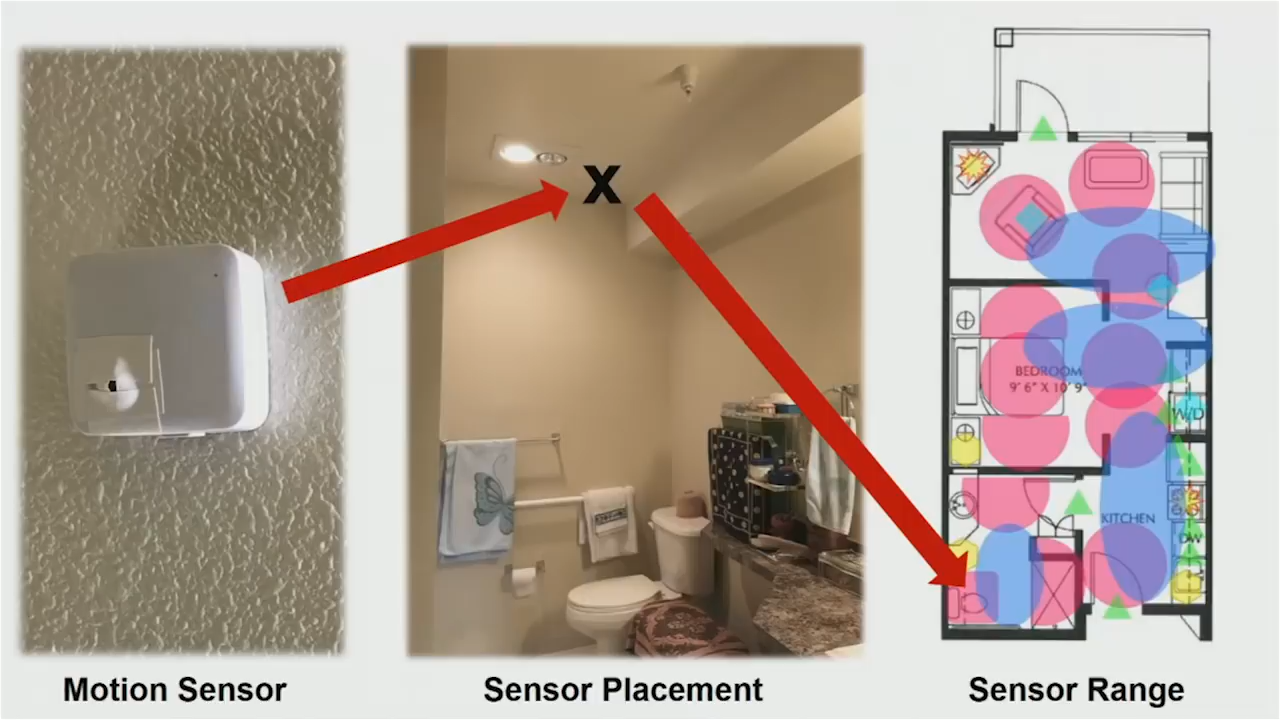 X
BEDROOM
9' 6" X 10' 9"
W/D
KITCHEN
DW
Motion Sensor
Sensor Placement
Sensor Range